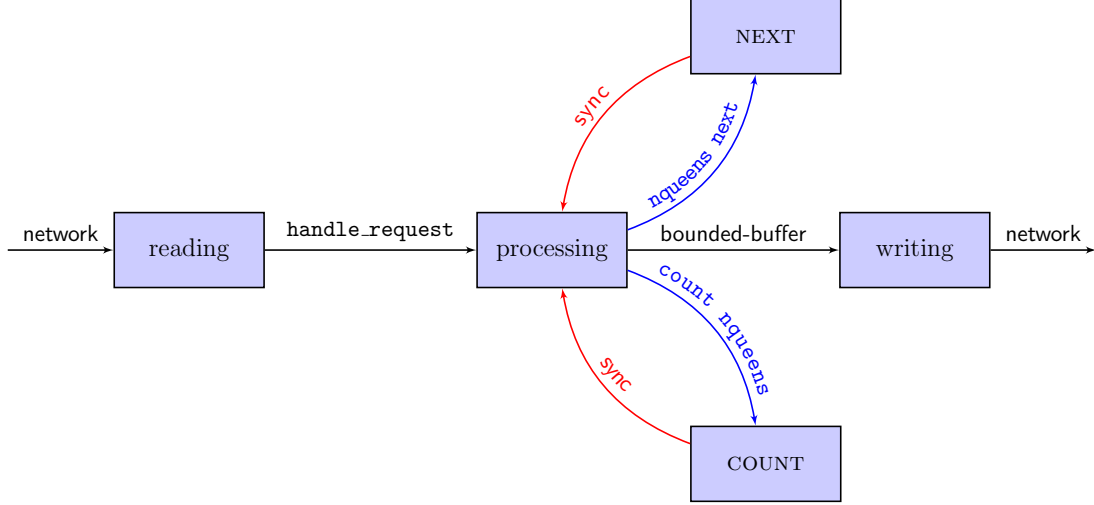 NEXT
sync
nqueens next
network
reading
handle_request
processing
bounded-buffer
writing
network
count nqueens
sync
COUNT